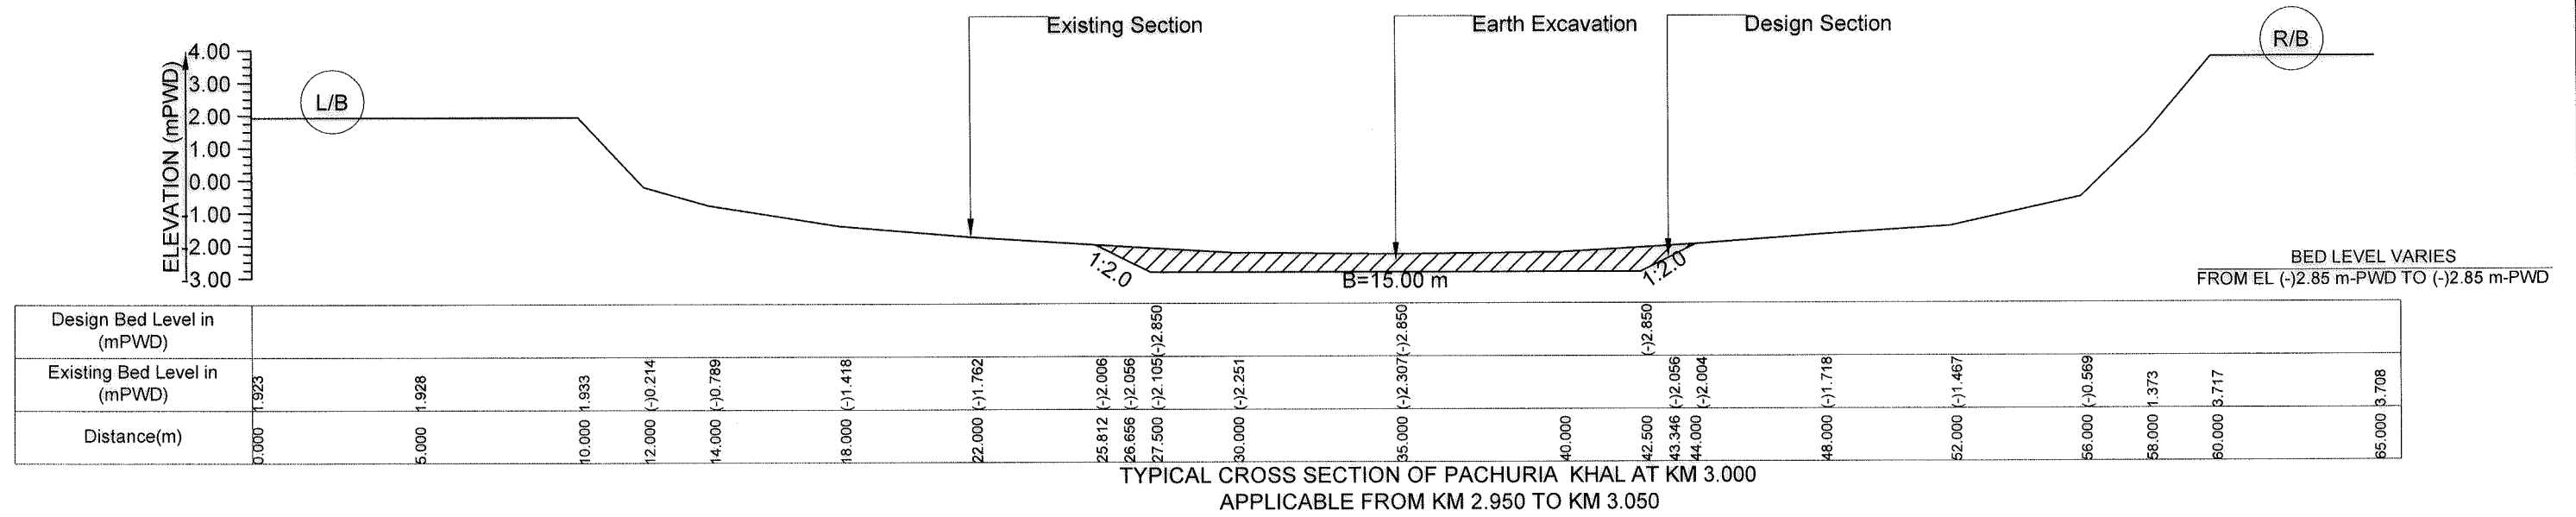 Existing Section
Earth Excavation
Design Section
R/B
L/B
ELEVATION (mPWD)
4.00
3.00
2.00
1.00
0.00
-1.00
-2.00
-3.00
1:2.0
B=15.00 m
1:2.0
BED LEVEL VARIES
FROM EL (-)2.85 m-PWD TO (-)2.85 m-PWD
Design Bed Level in
(mPWD)
(-)2.850 (-)2.850 (-)2.850
Existing Bed Level in
(mPWD)
1.923 1.928 1.933 (-)0.214 (-)0.789 (-)1.418 (-)1.762 (-)2.006 (-)2.056 (-)2.105 (-)2.251 (-)2.307 (-)2.056 (-)2.004 (-)1.718 (-)1.467 (-)0.569 1.373 3.717 3.708
Distance(m)
0.000 5.000 10.000 12.000 14.000 18.000 22.000 25.812 26.656 27.500 30.000 35.000 40.000 42.500 43.346 44.000 48.000 52.000 56.000 58.000 60.000 65.000
TYPICAL CROSS SECTION OF PACHURIA KHAL AT KM 3.000
APPLICABLE FROM KM 2.950 TO KM 3.050